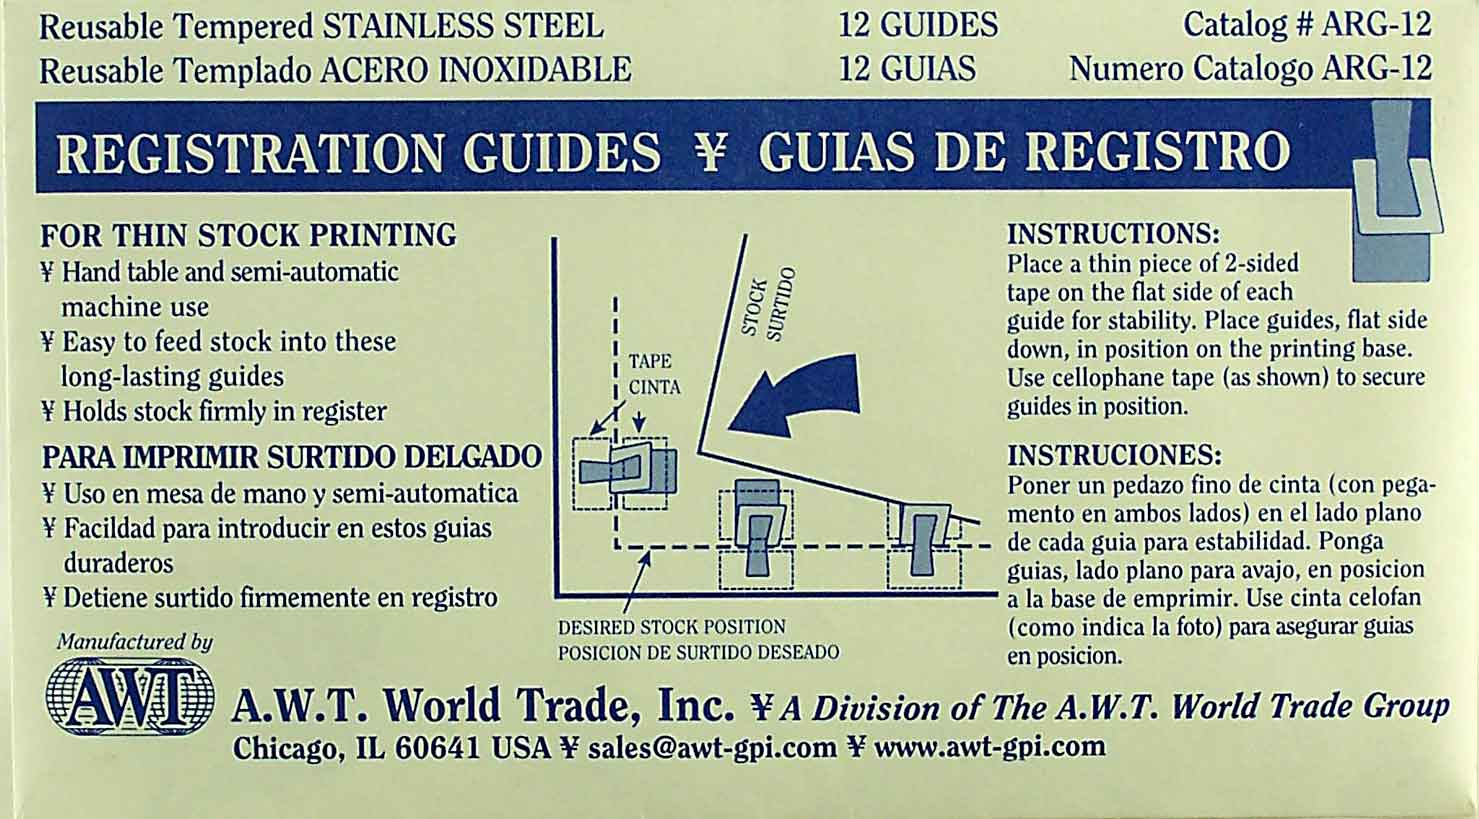 Reusable Tempered STAINLESS STEEL 12 GUIDES Catalog # ARG-12
Reusable Templado ACERO INOXIDABLE 12 GUIAS Numero Catalogo ARG-12
REGISTRATION GUIDES ¥ GUIAS DE REGISTRO
FOR THIN STOCK PRINTING
¥ Hand table and semi-automatic
machine use
¥ Easy to feed stock into these
long-lasting guides
¥ Holds stock firmly in register
PARA IMPRIMIR SURTIDO DELGADO
¥ Uso en mesa de mano y semi-automatica
¥ Facildad para introducir en estos guias
duraderos
¥ Detiene surtido firmemente en registro
TAPE
CINTA
STOCK
SURTIDO
DESIRED STOCK POSITION
POSICION DE SURTIDO DESEADO
INSTRUCTIONS:
Place a thin piece of 2-sided
tape on the flat side of each
guide for stability. Place guides, flat side
down, in position on the printing base.
Use cellophane tape (as shown) to secure
guides in position.
INSTRUCIONES:
Poner un pedazo fino de cinta (con pega-
mento en ambos lados) en el lado plano
de cada guia para estabilidad. Ponga
guias, lado plano para avajo, en posicion
a la base de emprimir. Use cinta celofan
(como indica la foto) para asegurar guias
en posicion.
Manufactured by
AWT
A.W.T. World Trade, Inc. ¥ A Division of The A.W.T. World Trade Group
Chicago, IL 60641 USA ¥ sales@awt-gpi.com ¥ www.awt-gpi.com